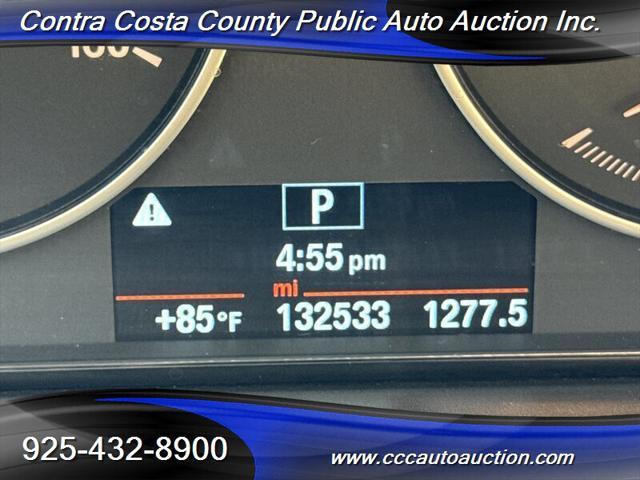 Contra Costa County Public Auto Auction Inc.
P
4:55 pm
mi
+85°F 132533 1277.5
925-432-8900
www.cccautoauction.com